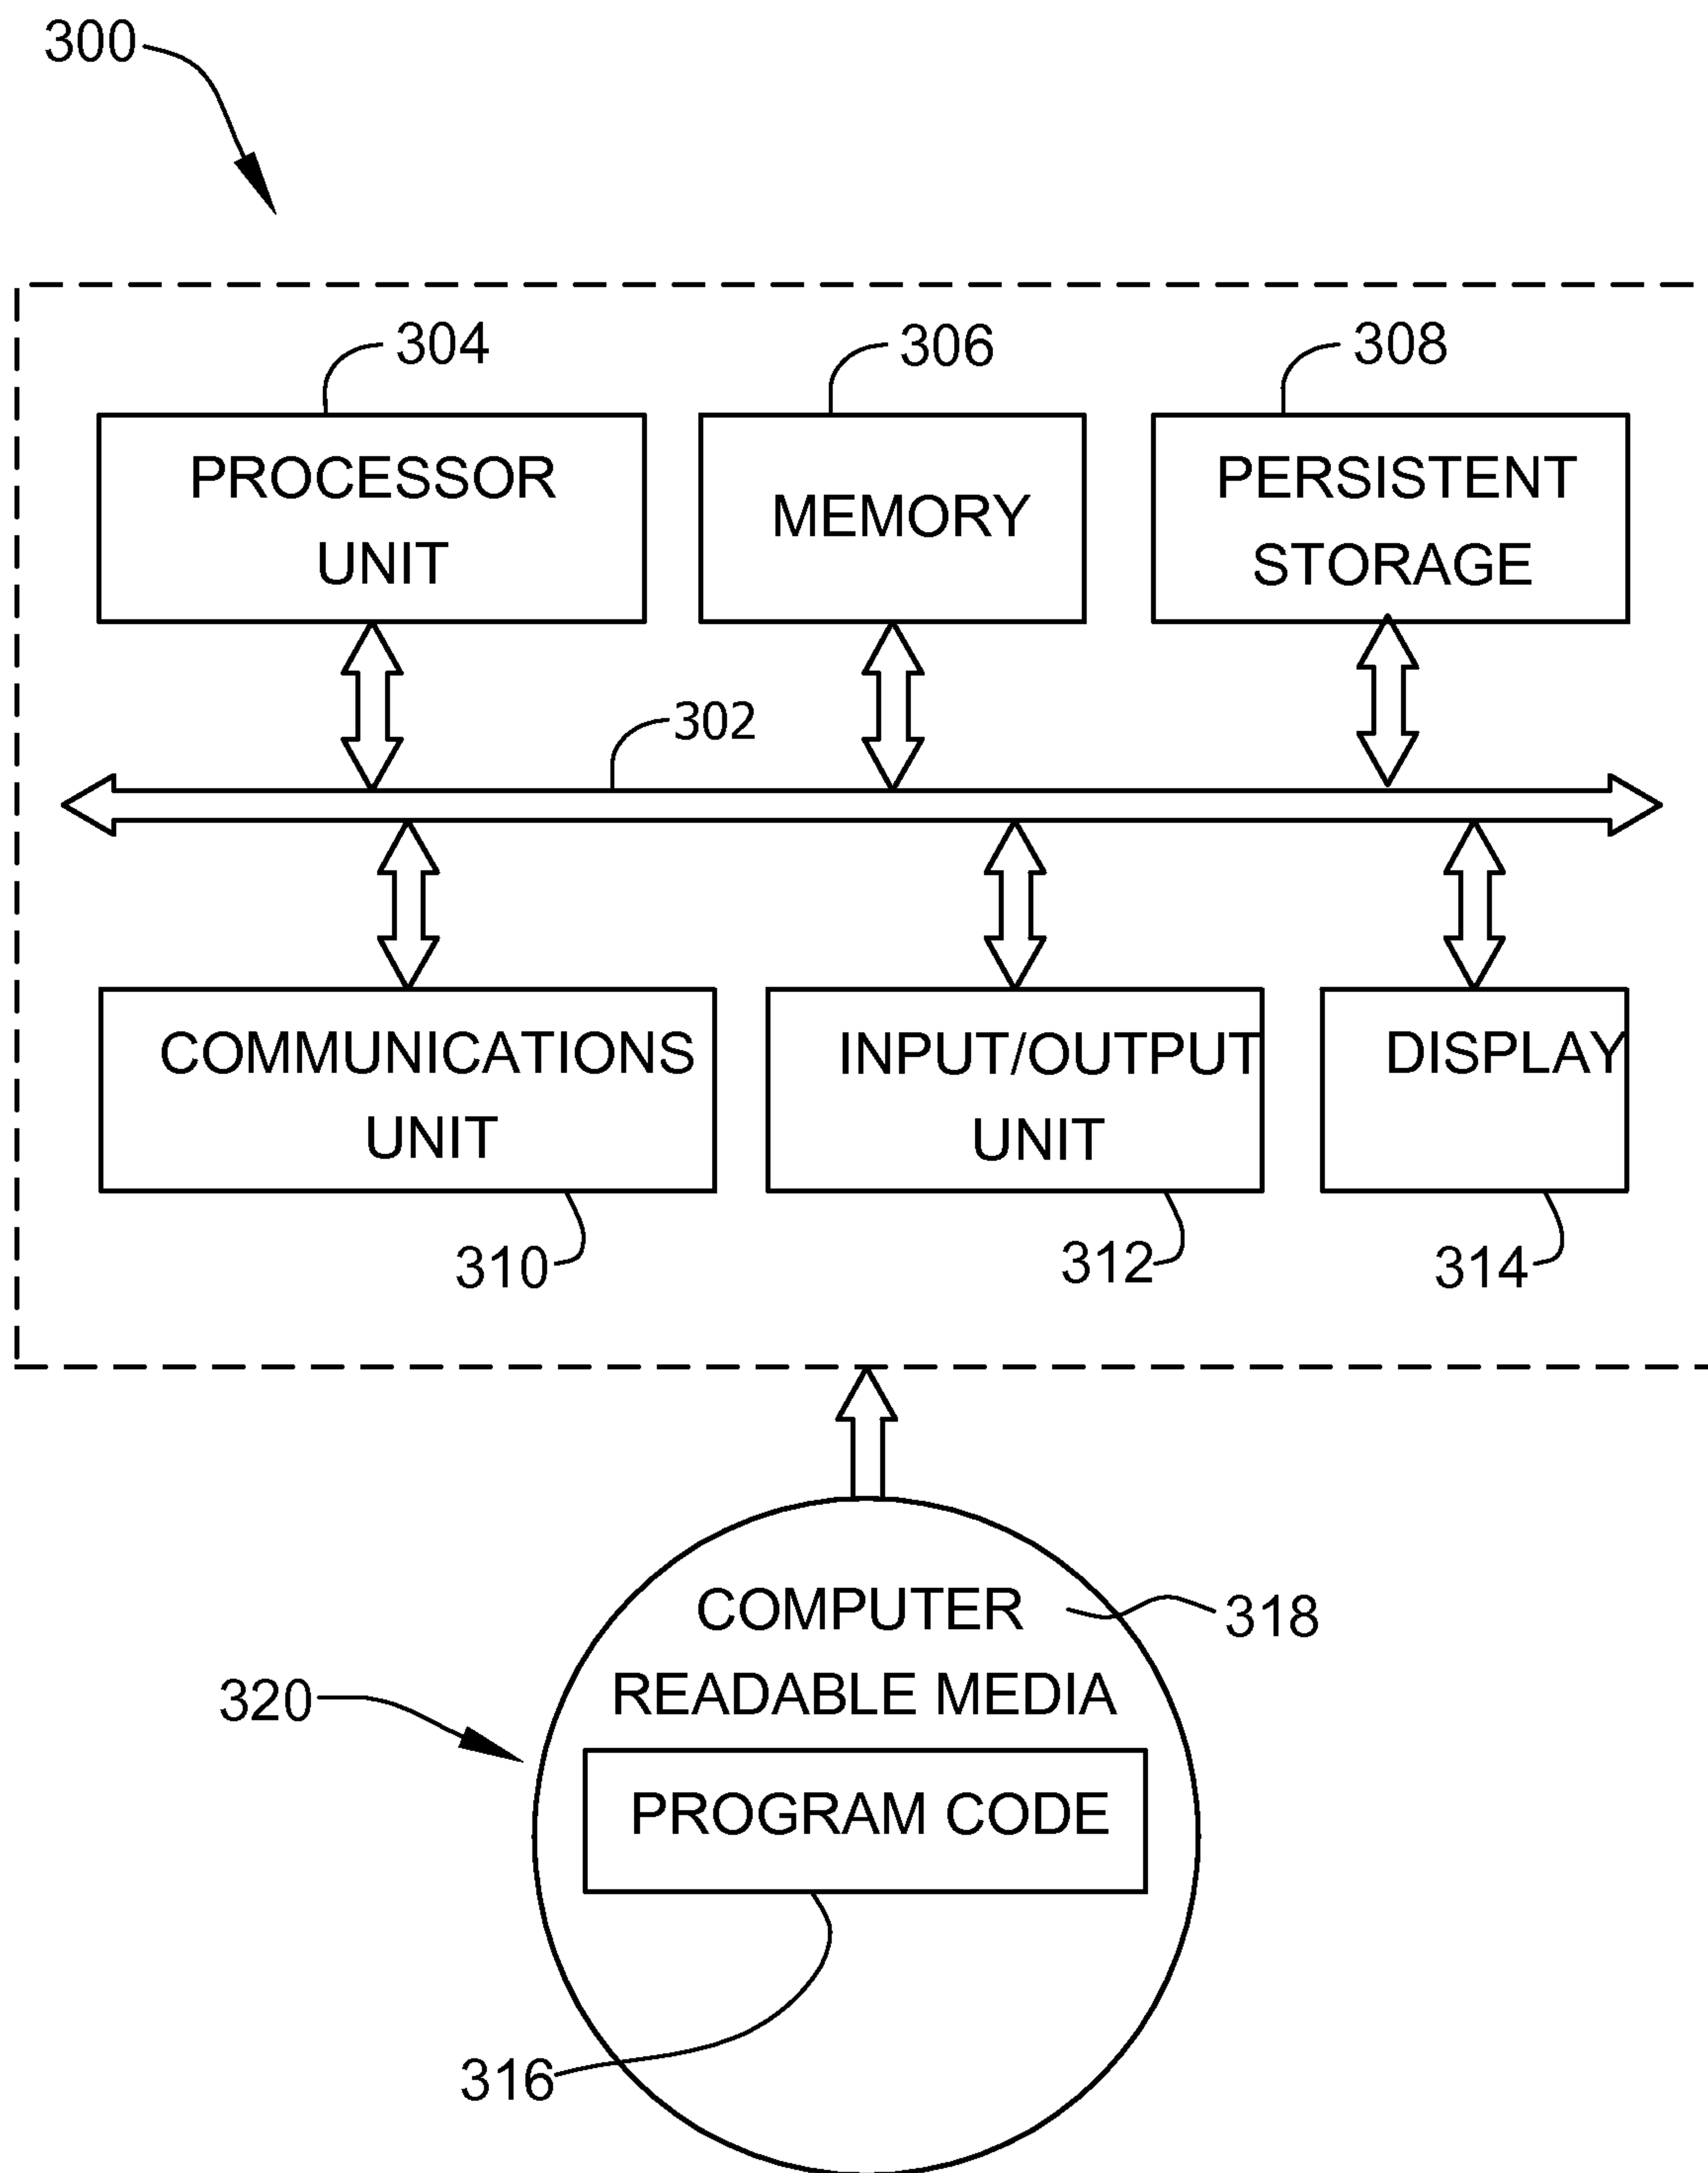 300
304
306
308
PROCESSOR
UNIT
MEMORY
PERSISTENT
STORAGE
302
COMMUNICATIONS
UNIT
INPUT/OUTPUT
UNIT
DISPLAY
310
312
314
COMPUTER
READABLE MEDIA
318
320
PROGRAM CODE
316